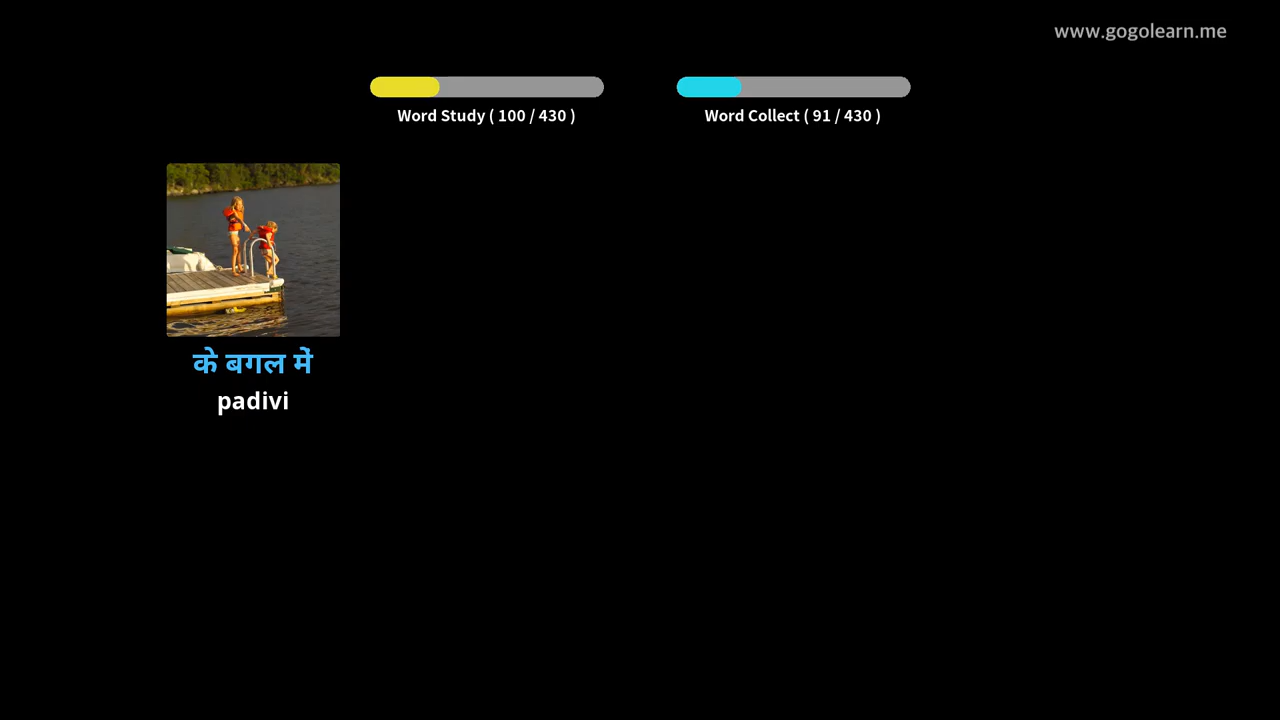 www.gogolearn.me
Word Study ( 100 / 430 )
Word Collect ( 91 / 430 )
के बगल में
padivi